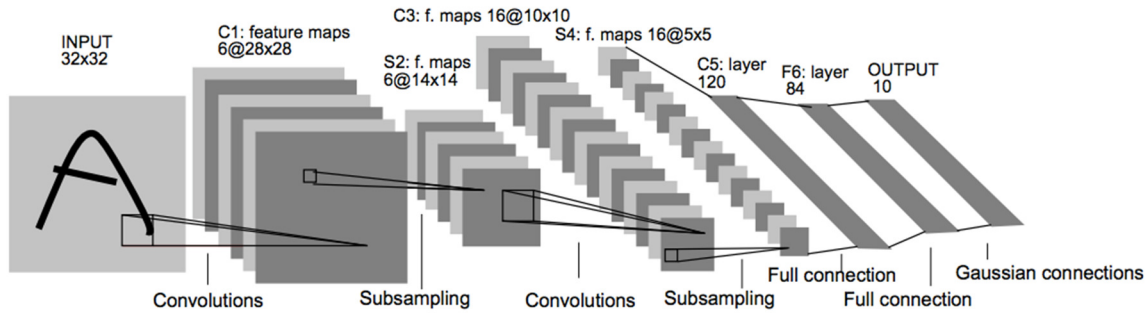 INPUT
32x32
C1: feature maps
6@28x28
S2: f. maps
6@14x14
C3: f. maps 16@10x10
S4: f. maps 16@5x5
C5: layer
120
F6: layer
84
OUTPUT
10
Convolutions
Subsampling
Convolutions
Subsampling
Full connection
Full connection
Gaussian connections